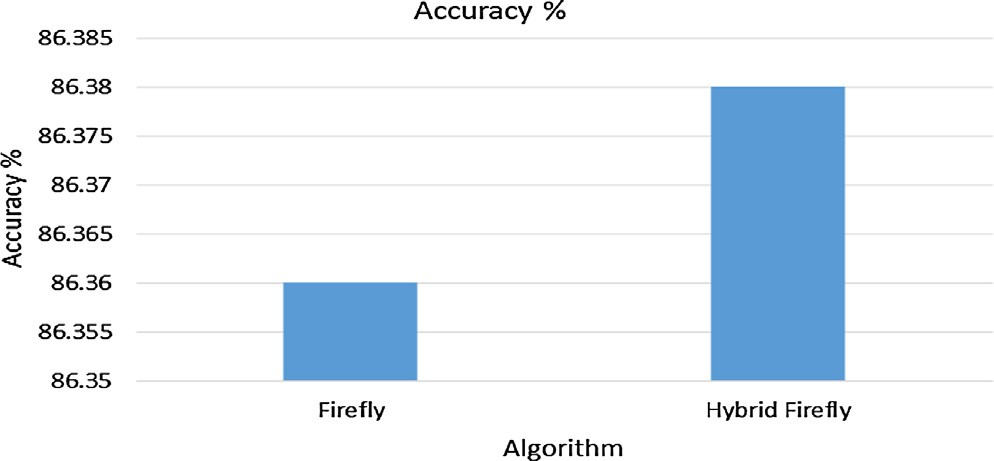 Accuracy %
86.385
86.38
86.375
86.37
86.365
86.36
86.355
86.35
Accuracy %
Firefly
Hybrid Firefly
Algorithm